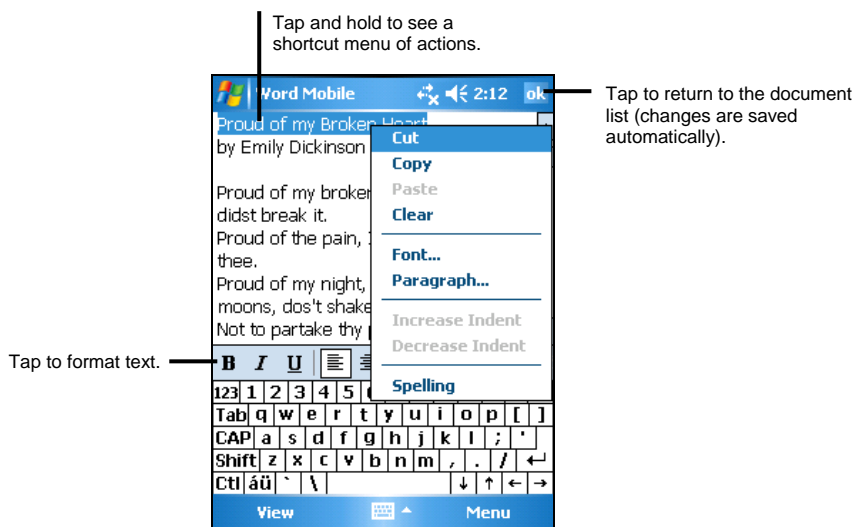 Tap and hold to see a
shortcut menu of actions.
Word Mobile 2:12 ok
Tap to return to the document
list (changes are saved
automatically).
Proud of my Broken Heart
by Emily Dickinson
Proud of my broken
didst break it.
Proud of the pain,
thee.
Proud of my night,
moons, dos't shake
Not to partake thy
Cut
Copy
Paste
Clear
Font...
Paragraph...
Increase Indent
Decrease Indent
Spelling
Tap to format text.
B I U
123 1 2 3 4 5
Tab q w e r t y u i o p [ ]
CAP a s d f g h j k l ; '
Shift z x c v b n m , . / ↵
Ctl áü ` \ ↓ ↑ ← →
View Menu